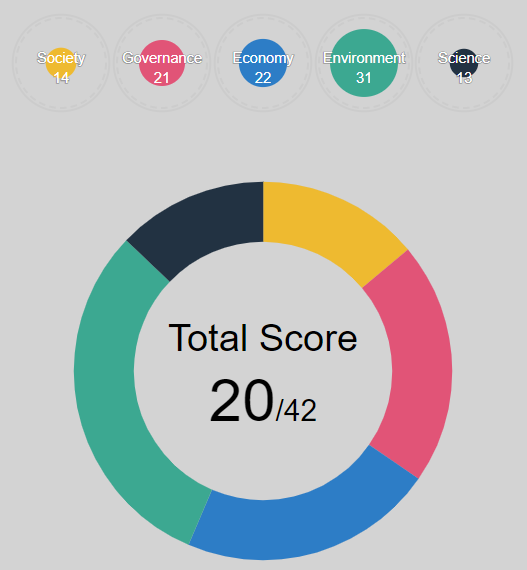 Society Governance Economy Environment Science
14 21 22 31 13
Total Score
20/42